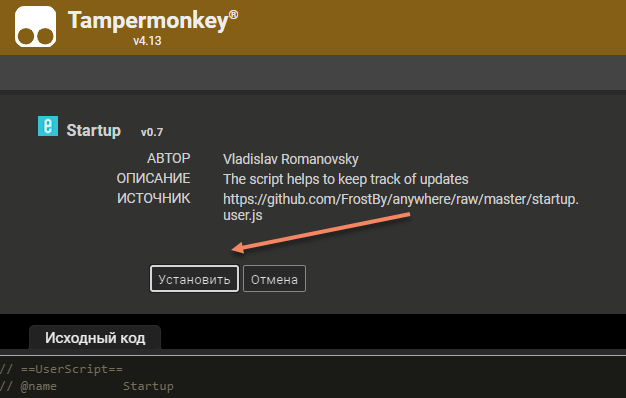 Tampermonkey®
v4.13
Startup v0.7
АВТОР Vladislav Romanovsky
ОПИСАНИЕ The script helps to keep track of updates
ИСТОЧНИК https://github.com/FrostBy/anywhere/raw/master/startup.
user.js
Установить Отмена
Исходный код
// ==UserScript==
// @name Startup